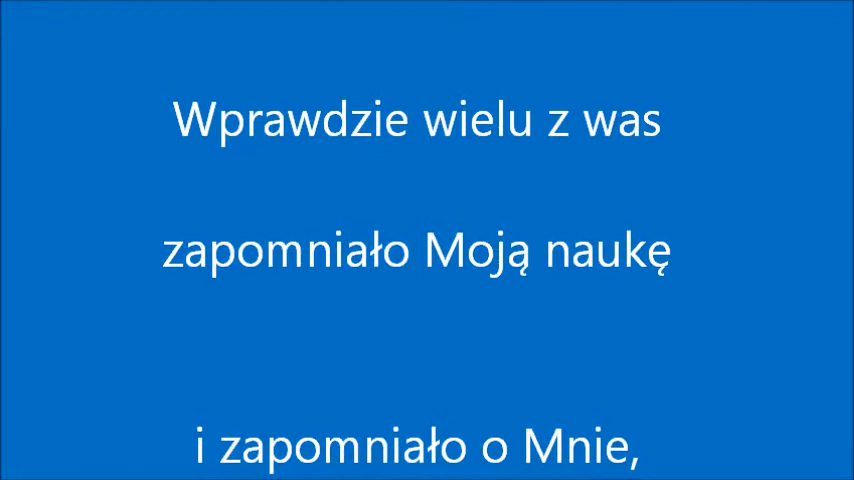 Wprawdzie wielu z was
zapomniało Moją naukę
i zapomniało o Mnie,